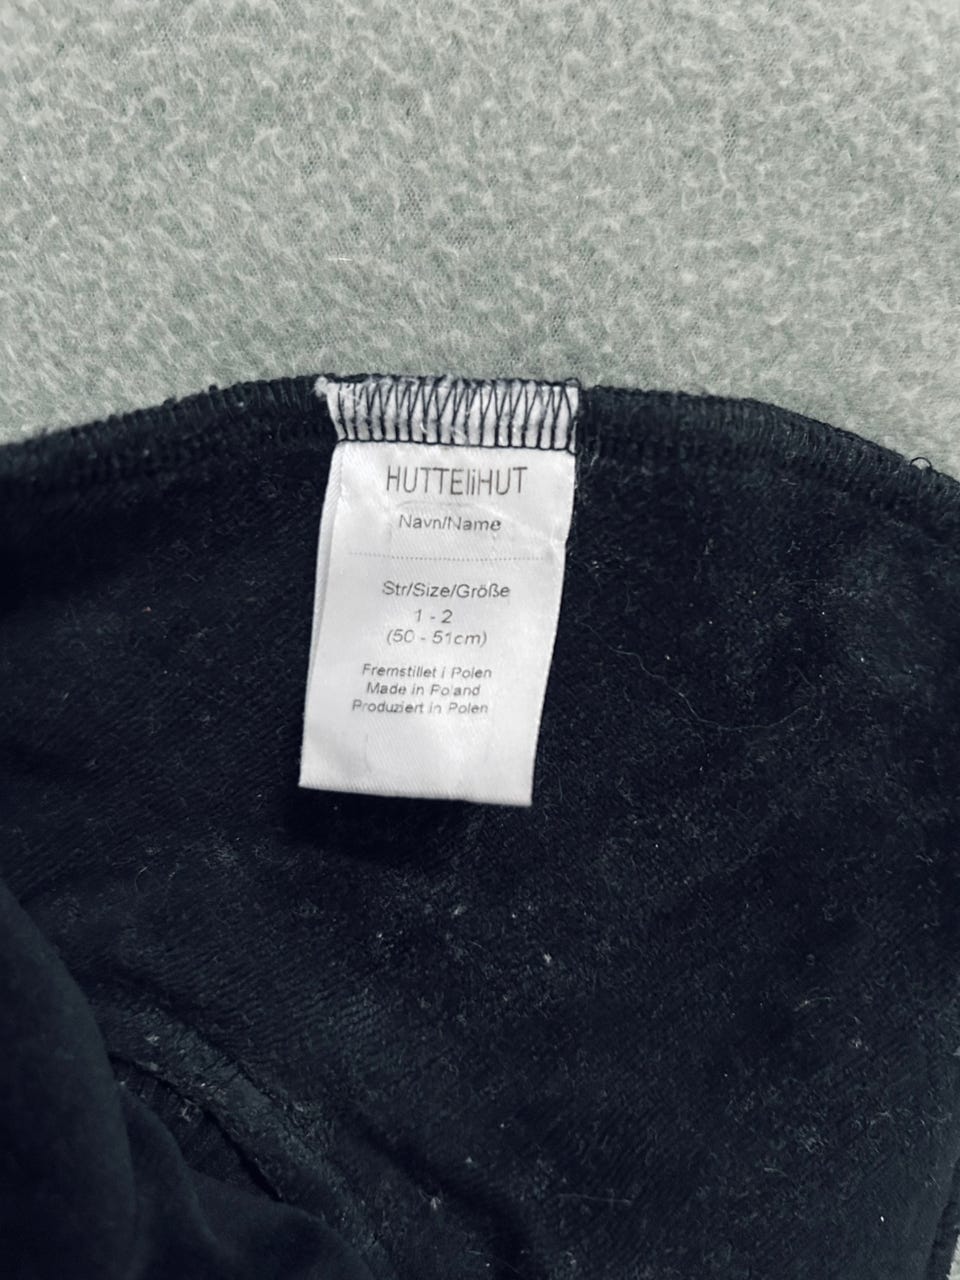 HUTTEliHUT
Navn/Name
Str/Size/Größe
1 - 2
(50 - 51cm)
Fremstillet i Polen
Made in Poland
Produziert in Polen